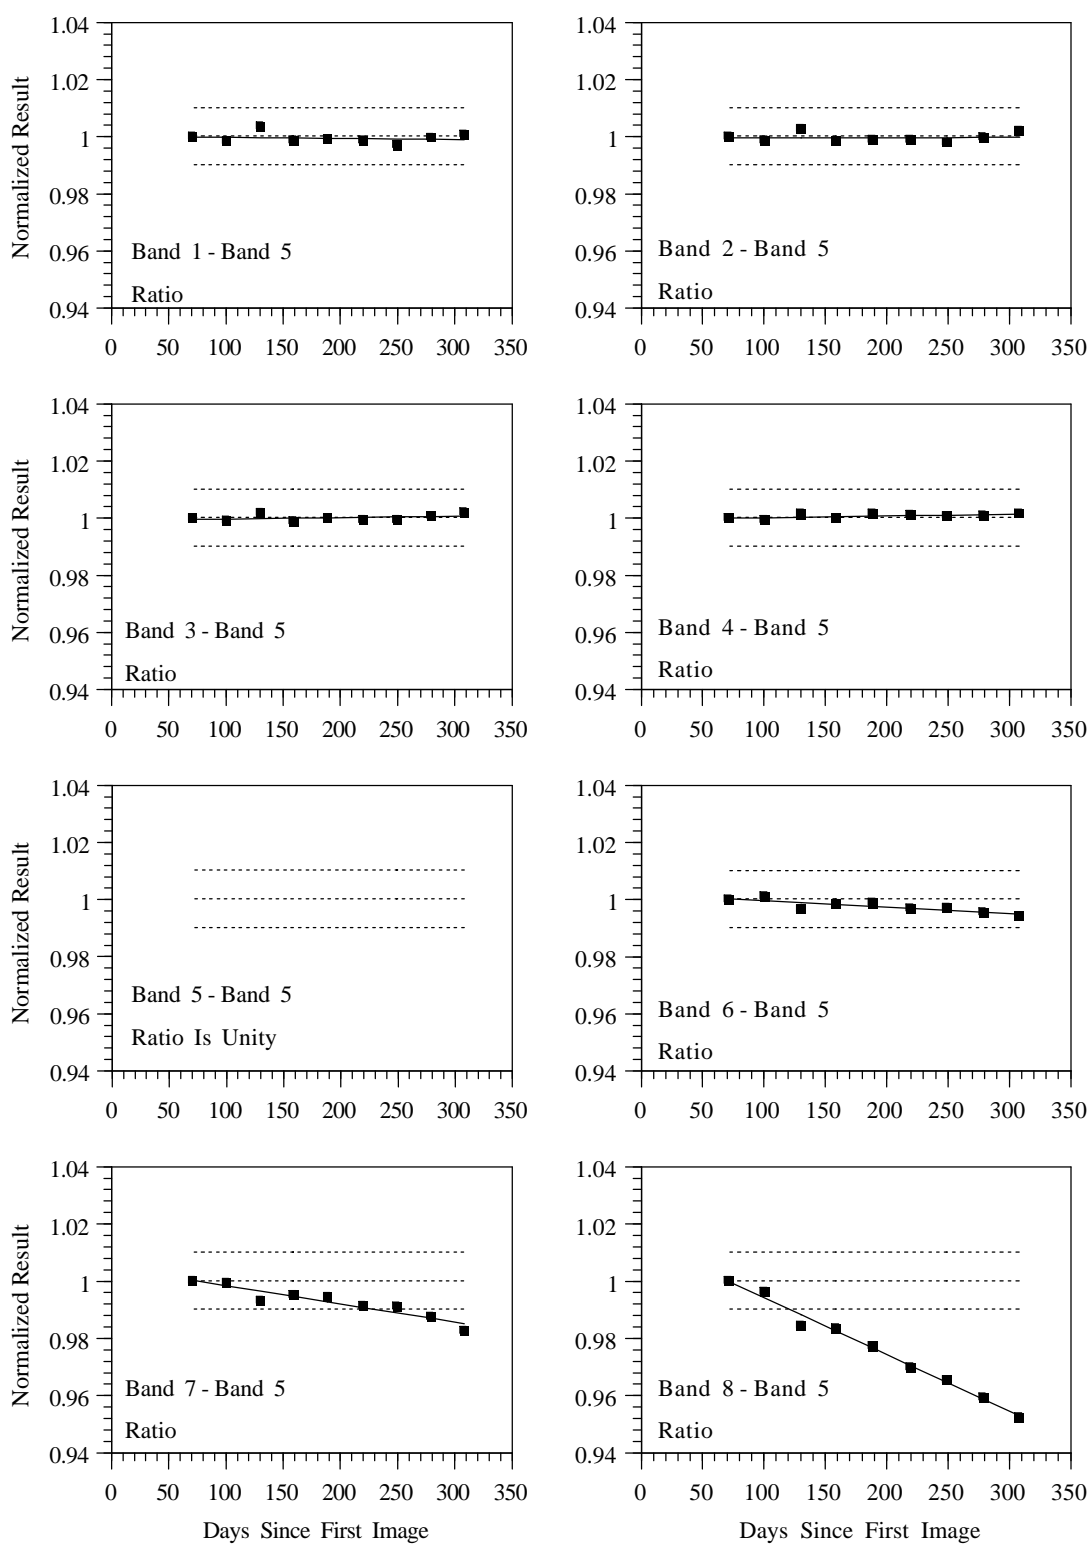 1.04
1.02
1
0.98
0.96
0.94
Normalized Result
Band 1 - Band 5
Ratio
0 50 100 150 200 250 300 350
Band 2 - Band 5
Ratio
0 50 100 150 200 250 300 350
1.04
1.02
1
0.98
0.96
0.94
1.04
1.02
1
0.98
0.96
0.94
Normalized Result
Band 3 - Band 5
Ratio
0 50 100 150 200 250 300 350
1.04
1.02
1
0.98
0.96
0.94
Band 4 - Band 5
Ratio
0 50 100 150 200 250 300 350
1.04
1.02
1
0.98
0.96
0.94
Normalized Result
Band 5 - Band 5
Ratio Is Unity
0 50 100 150 200 250 300 350
1.04
1.02
1
0.98
0.96
0.94
Band 6 - Band 5
Ratio
0 50 100 150 200 250 300 350
1.04
1.02
1
0.98
0.96
0.94
Normalized Result
Band 7 - Band 5
Ratio
0 50 100 150 200 250 300 350
Days Since First Image
1.04
1.02
1
0.98
0.96
0.94
Band 8 - Band 5
Ratio
0 50 100 150 200 250 300 350
Days Since First Image